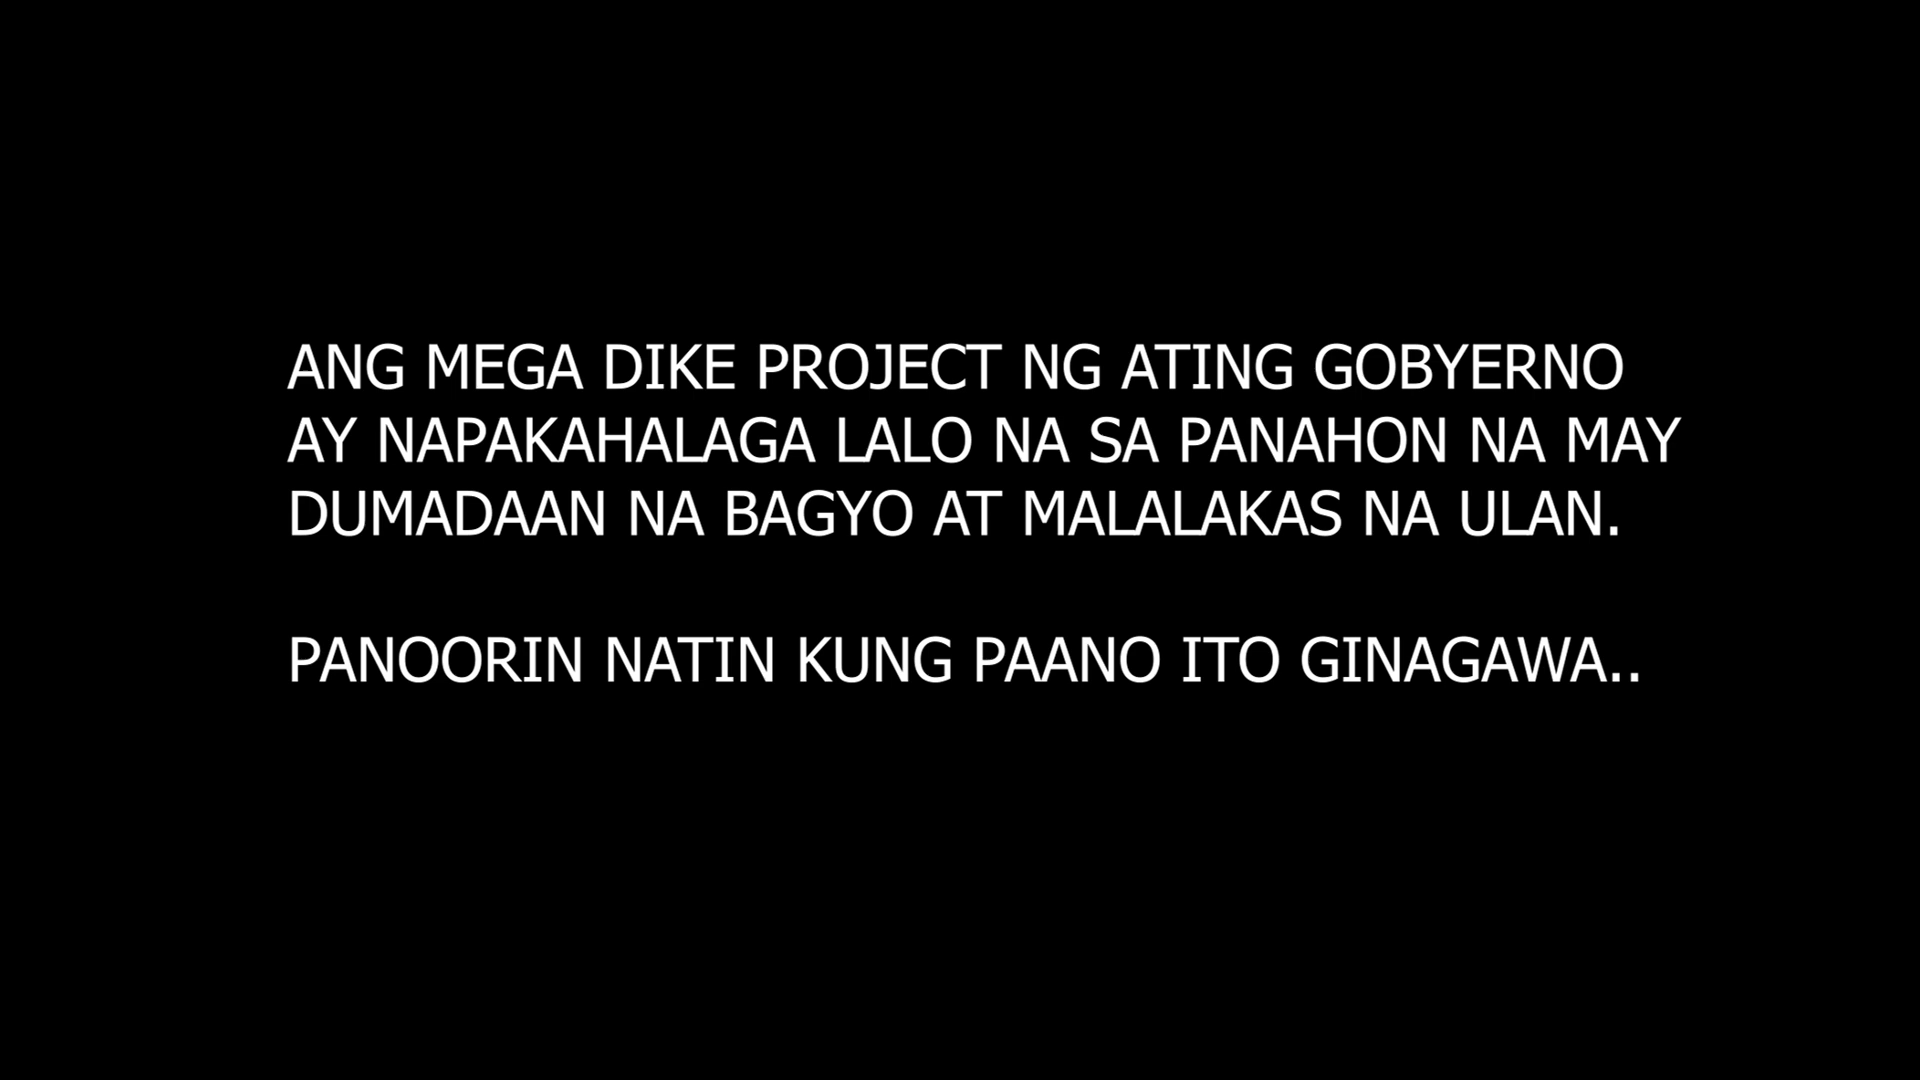 ANG MEGA DIKE PROJECT NG ATING GOBYERNO
AY NAPAKAHALAGA LALO NA SA PANAHON NA MAY
DUMADAAN NA BAGYO AT MALALAKAS NA ULAN.
PANOORIN NATIN KUNG PAANO ITO GINAGAWA..